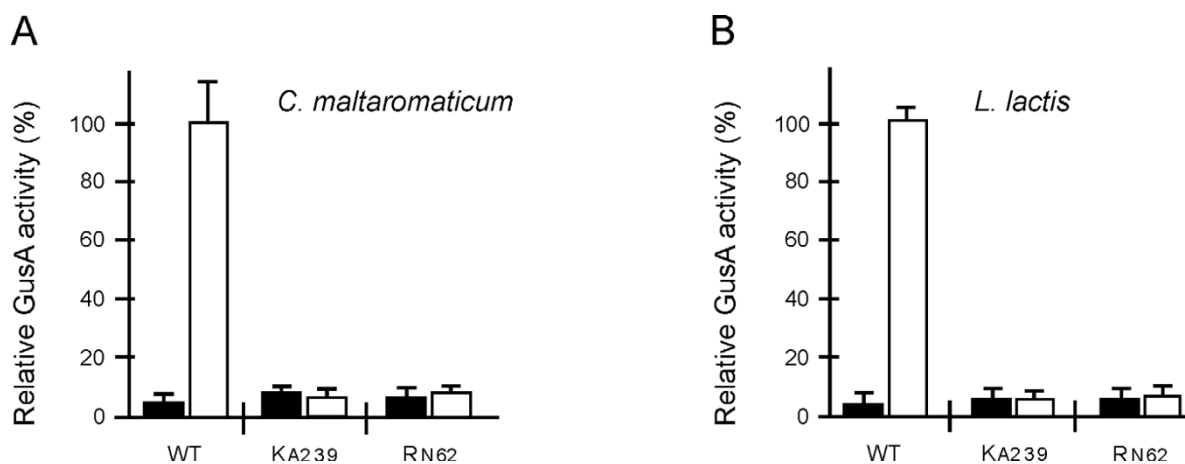 A
Relative GusA activity (%)
C. maltaromaticum
100
80
60
40
20
0
WT
KA239
RN62
B
Relative GusA activity (%)
L. lactis
100
80
60
40
20
0
WT
KA239
RN62